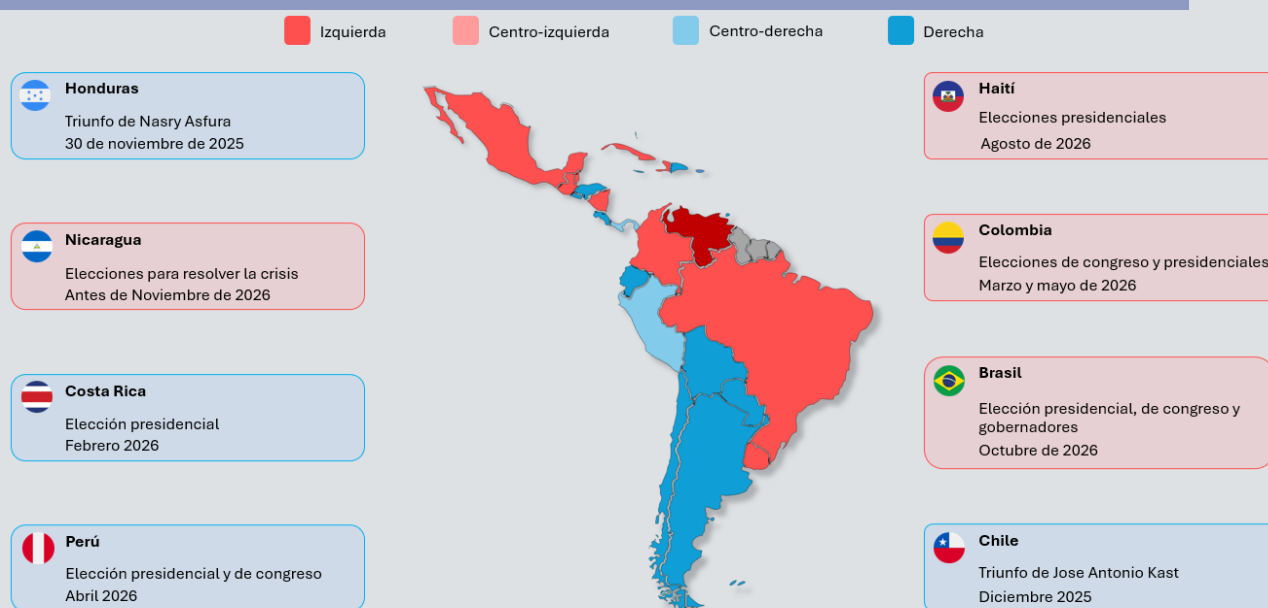 Izquierda
Centro-izquierda
Centro-derecha
Derecha
Honduras
Triunfo de Nasry Asfura
30 de noviembre de 2025
Nicaragua
Elecciones para resolver la crisis
Antes de Noviembre de 2026
Costa Rica
Elección presidencial
Febrero 2026
Perú
Elección presidencial y de congreso
Abril 2026
Haití
Elecciones presidenciales
Agosto de 2026
Colombia
Elecciones de congreso y presidenciales
Marzo y mayo de 2026
Brasil
Elección presidencial, de congreso y
gobernadores
Octubre de 2026
Chile
Triunfo de Jose Antonio Kast
Diciembre 2025